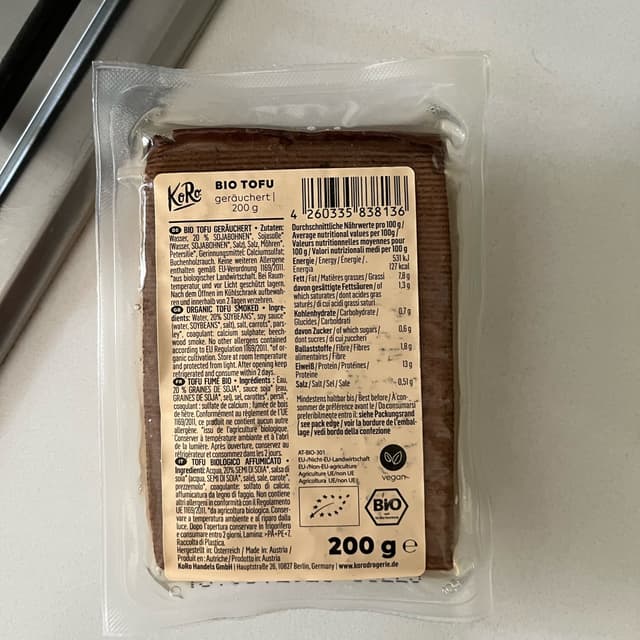 KoRo
BIO TOFU
geräuchert |
200 g
4 260335 838136
DE BIO TOFU GERÄUCHERT • Zutaten:
Wasser, 20 % SOJABOHNEN*, Sojasoße*
(Wasser, SOJABOHNEN*, Salz), Salz, Möhren*,
Petersilie*, Gerinnungsmittel: Calciumsulfat;
Buchenholzrauch. Keine weiteren Allergene
enthalten gemäß EU-Verordnung 1169/2011.
*aus biologischer Landwirtschaft. Bei Raum-
temperatur und vor Licht geschützt lagern.
Nach dem Öffnen im Kühlschrank aufbewah-
ren und innerhalb von 2 Tagen verzehren.
GB ORGANIC TOFU SMOKED • Ingre-
dients: Water, 20% SOYBEANS*, soy sauce*
(water, SOYBEANS*, salt), salt, carrots*, pars-
ley*, coagulant: calcium sulphate; beech-
wood smoke. No other allergens contained
according to EU Regulation 1169/2011. *of or-
ganic cultivation. Store at room temperature
and protected from light. After opening keep
refrigerated and consume within 2 days.
FR TOFU FUMÉ BIO • Ingrédients : Eau,
20 % GRAINES DE SOJA*, sauce soja* (eau,
GRAINES DE SOJA*, sel), sel, carottes*, persil*,
coagulant : sulfate de calcium ; fumée de bois
de hêtre. Conformément au règlement de l'UE
1169/2011, ce produit ne contient aucun autre
allergène. *issu de l'agriculture biologique.
Conserver à température ambiante et à l'abri
de la lumière. Après ouverture, conservez au
réfrigérateur et consommez dans les 2 jours.
IT TOFU BIOLOGICO AFFUMICATO •
Ingredienti: Acqua, 20% SEMI DI SOIA*, salsa di
soia* (acqua, SEMI DI SOIA*, sale), sale, carote*,
prezzemolo*, coagulante: solfato di calcio;
affumicatura da legno di faggio. Non contiene
altri allergeni in conformità con il Regolamento
UE 1169/2011. *da agricoltura biologica. Conser-
vare a temperatura ambiente e al riparo dalla
luce. Dopo l'apertura conservare in frigorifero
e consumare entro 2 giorni. Lamina: >PA+PE<7.
Raccolta di Plastica.
Hergestellt in: Österreich / Made in: Austria /
Produit en : Autriche / Prodotto in: Austria
KoRo Handels GmbH | Hauptstraße 26, 10827 Berlin, Germany | www.korodrogerie.de
Durchschnittliche Nährwerte pro 100 g /
Average nutritional values per 100g /
Valeurs nutritionnelles moyennes pour
100 g / Valori nutrizionali medi per 100 g
Energie / Energy / Énergie / 531 kJ
Energia 127 kcal
Fett / Fat / Matières grasses / Grassi 7,8 g
davon gesättigte Fettsäuren / of 1,3 g
which saturates / dont acides gras
saturés / di cui acidi grassi saturi
Kohlenhydrate / Carbohydrate / 0,7 g
Glucides / Carboidrati
davon Zucker / of which sugars / 0,6 g
dont sucres / di cui zuccheri
Ballaststoffe / Fibre / Fibres 1,8 g
alimentaires / Fibre
Eiweiß / Protein / Protéines / 13 g
Proteine
Salz / Salt / Sel / Sale 0,51 g
Mindestens haltbar bis / Best before / À con-
sommer de préférence avant le / Da consumarsi
preferibilmente entro il: siehe Packungsrand
/ see pack edge / voir la bordure de l'embal-
lage / vedi bordo della confezione
AT-BIO-301
EU-/Nicht-EU-Landwirtschaft
EU-/Non-EU-agriculture
Agriculture UE/non UE
Agricoltura UE/non UE
vegan
BIO
200 g e